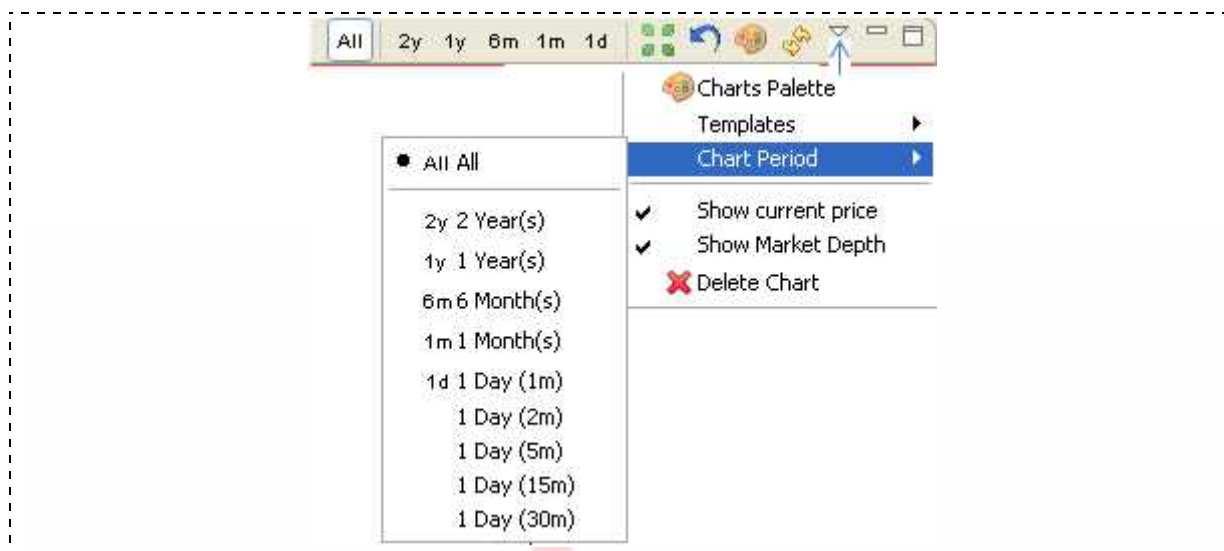 All 2y 1y 6m 1m 1d
Charts Palette
Templates
Chart Period
Show current price
Show Market Depth
Delete Chart
All All
2y 2 Year(s)
1y 1 Year(s)
6m 6 Month(s)
1m 1 Month(s)
1d 1 Day (1m)
1 Day (2m)
1 Day (5m)
1 Day (15m)
1 Day (30m)